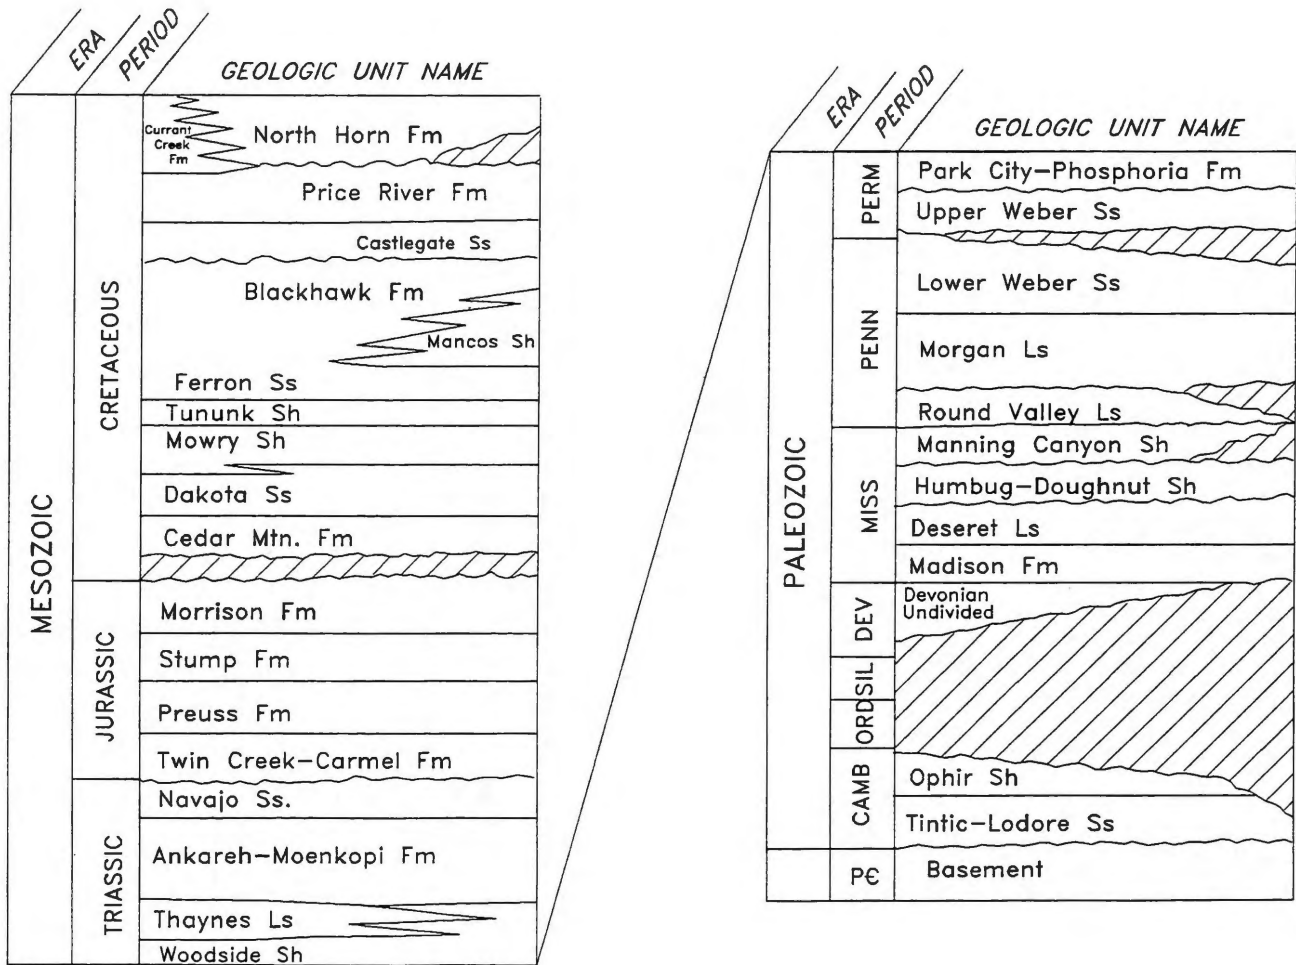 ERA
PERIOD
GEOLOGIC UNIT NAME
MESOZOIC
CRETACEOUS
Currant
Creek
Fm
North Horn Fm
Price River Fm
Castlegate Ss
Blackhawk Fm
Mancos Sh
Ferron Ss
Tununk Sh
Mowry Sh
Dakota Ss
Cedar Mtn. Fm
JURASSIC
Morrison Fm
Stump Fm
Preuss Fm
Twin Creek–Carmel Fm
TRIASSIC
Navajo Ss.
Ankareh–Moenkopi Fm
Thaynes Ls
Woodside Sh
ERA
PERIOD
GEOLOGIC UNIT NAME
PALEOZOIC
PERM
Park City–Phosphoria Fm
Upper Weber Ss
PENN
Lower Weber Ss
Morgan Ls
Round Valley Ls
MISS
Manning Canyon Sh
Humbug–Doughnut Sh
Deseret Ls
Madison Fm
DEV
Devonian
Undivided
SIL
ORD
CAMB
Ophir Sh
Tintic–Lodore Ss
P€
Basement